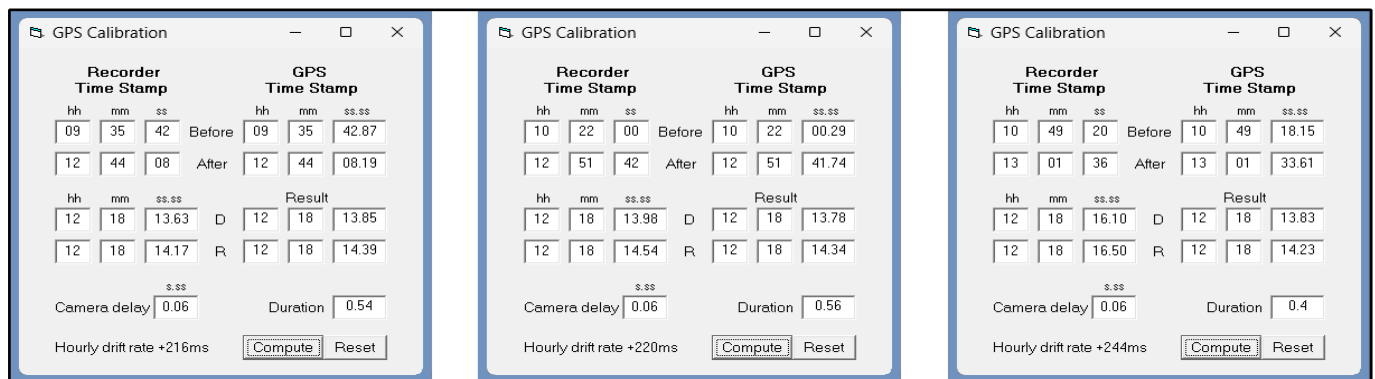 GPS Calibration
Recorder GPS
Time Stamp Time Stamp
hh mm ss hh mm ss.ss
09 35 42 Before 09 35 42.87
12 44 08 After 12 44 08.19
hh mm ss.ss Result
12 18 13.63 D 12 18 13.85
12 18 14.17 R 12 18 14.39
s.ss
Camera delay 0.06 Duration 0.54
Hourly drift rate +216ms Compute Reset
GPS Calibration
Recorder GPS
Time Stamp Time Stamp
hh mm ss hh mm ss.ss
10 22 00 Before 10 22 00.29
12 51 42 After 12 51 41.74
hh mm ss.ss Result
12 18 13.98 D 12 18 13.78
12 18 14.54 R 12 18 14.34
s.ss
Camera delay 0.06 Duration 0.56
Hourly drift rate +220ms Compute Reset
GPS Calibration
Recorder GPS
Time Stamp Time Stamp
hh mm ss hh mm ss.ss
10 49 20 Before 10 49 18.15
13 01 36 After 13 01 33.61
hh mm ss.ss Result
12 18 16.10 D 12 18 13.83
12 18 16.50 R 12 18 14.23
s.ss
Camera delay 0.06 Duration 0.4
Hourly drift rate +244ms Compute Reset